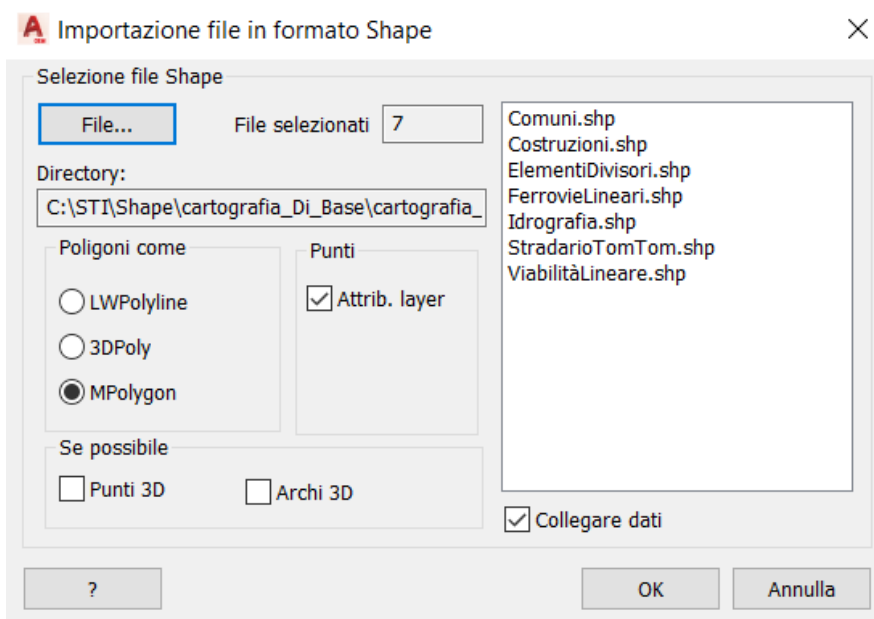 Importazione file in formato Shape
Selezione file Shape
File...
File selezionati 7
Directory:
C:\STI\Shape\cartografia_Di_Base\cartografia_
Poligoni come
LWPolyline
3DPoly
MPolygon
Punti
Attrib. layer
Se possibile
Punti 3D
Archi 3D
Comuni.shp
Costruzioni.shp
ElementiDivisori.shp
FerrovieLineari.shp
Idrografia.shp
StradarioTomTom.shp
ViabilitàLineare.shp
Collegare dati
?
OK
Annulla